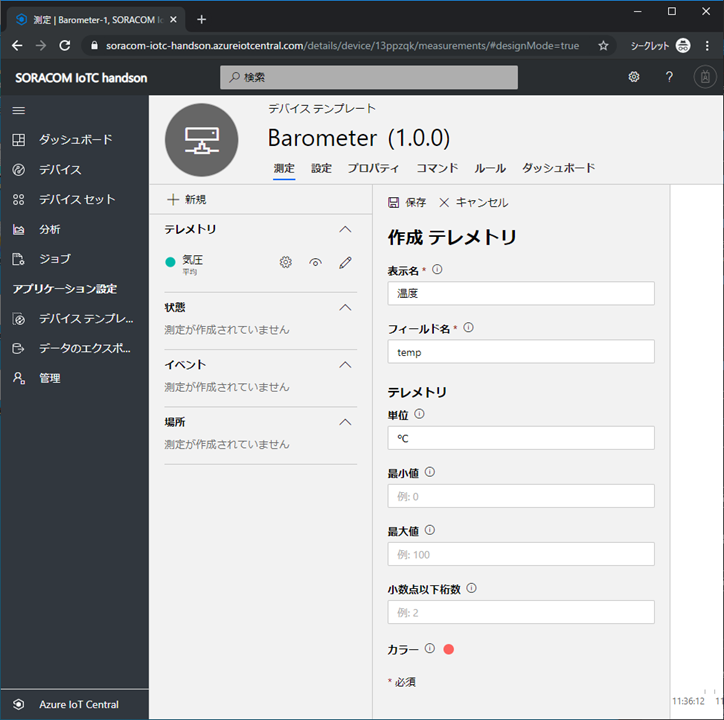 測定 | Barometer-1, SORACOM Io
soracom-iotc-handson.azureiotcentral.com/details/device/13ppzqk/measurements/#designMode=true
シークレット
SORACOM IoTC handson
検索
?
ダッシュボード
デバイス
デバイス セット
分析
ジョブ
アプリケーション設定
デバイス テンプレ...
データのエクスポ...
管理
Azure IoT Central
デバイス テンプレート
Barometer (1.0.0)
測定 設定 プロパティ コマンド ルール ダッシュボード
新規
テレメトリ
気圧
平均
状態
測定が作成されていません
イベント
測定が作成されていません
場所
測定が作成されていません
保存 キャンセル
作成 テレメトリ
表示名 *
温度
フィールド名 *
temp
テレメトリ
単位
℃
最小値
例: 0
最大値
例: 100
小数点以下桁数
例: 2
カラー
* 必須
11:36:12
11